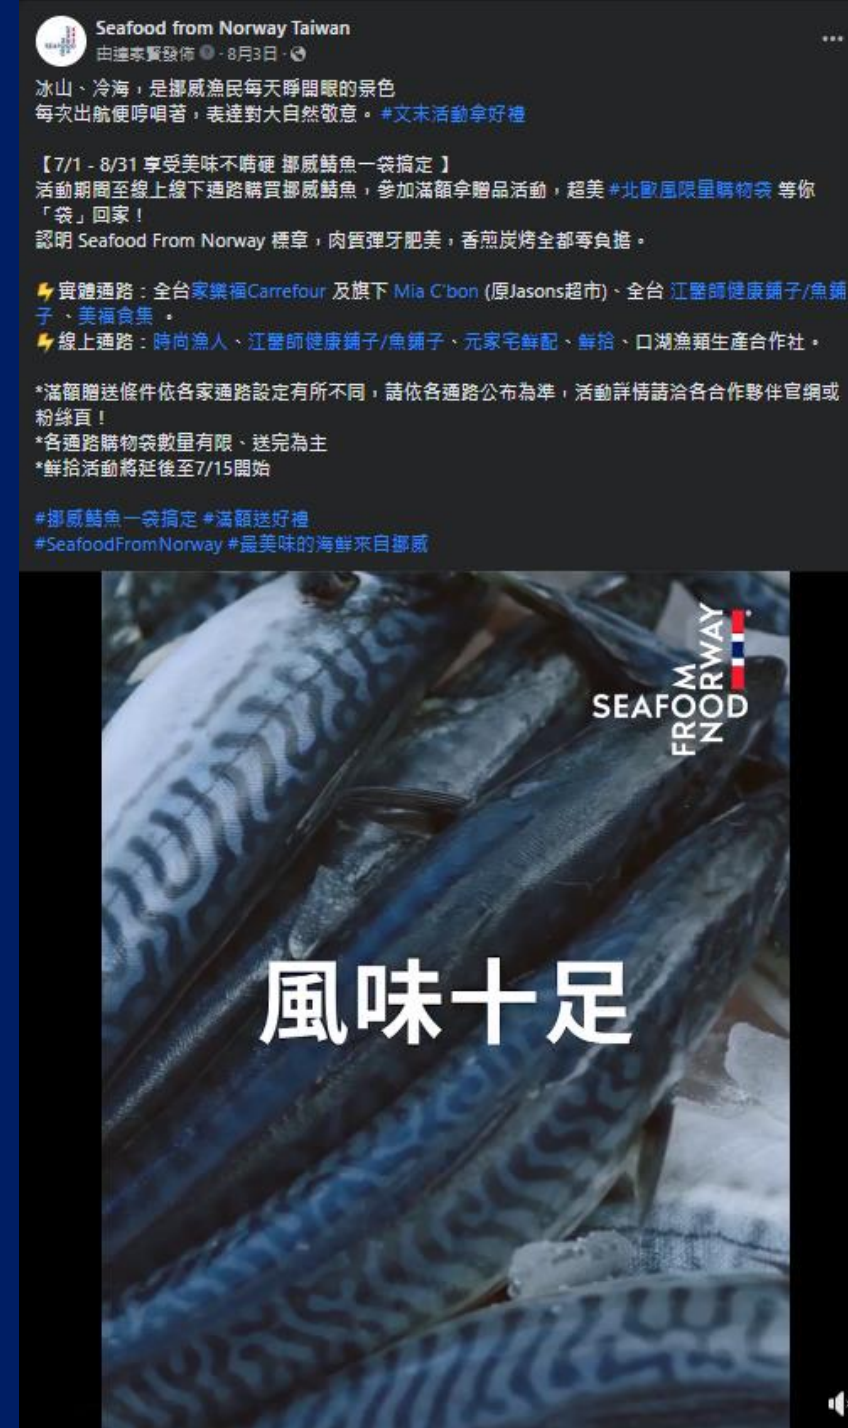 Seafood from Norway Taiwan
由達家賢發佈 · 8月3日 ·
冰山、冷海，是挪威漁民每天睜開眼的景色
每次出航便哼唱著，表達對大自然敬意。 #文末活動拿好禮
【7/1 - 8/31 享受美味不啃硬 挪威鯖魚一袋搞定 】
活動期間至線上線下通路購買挪威鯖魚，參加滿額拿贈品活動，超美 #北歐風限量購物袋 等你
「袋」回家！
認明 Seafood From Norway 標章，肉質彈牙肥美，香煎炭烤全都零負擔。
⚡實體通路：全台家樂福Carrefour 及旗下 Mia C'bon (原Jasons超市)、全台 江醫師健康鋪子/魚鋪
子 、美福食集 。
⚡線上通路：時尚漁人、江醫師健康鋪子/魚鋪子、元家宅鮮配、鮮拾、口湖漁類生產合作社。
*滿額贈送條件依各家通路設定有所不同，請依各通路公布為準，活動詳情請洽各合作夥伴官網或
粉絲頁！
*各通路購物袋數量有限、送完為主
*鮮拾活動將延後至7/15開始
#挪威鯖魚一袋搞定 #滿額送好禮
#SeafoodFromNorway #最美味的海鮮來自挪威
SEAFOOD
FROM
NORWAY
風味十足